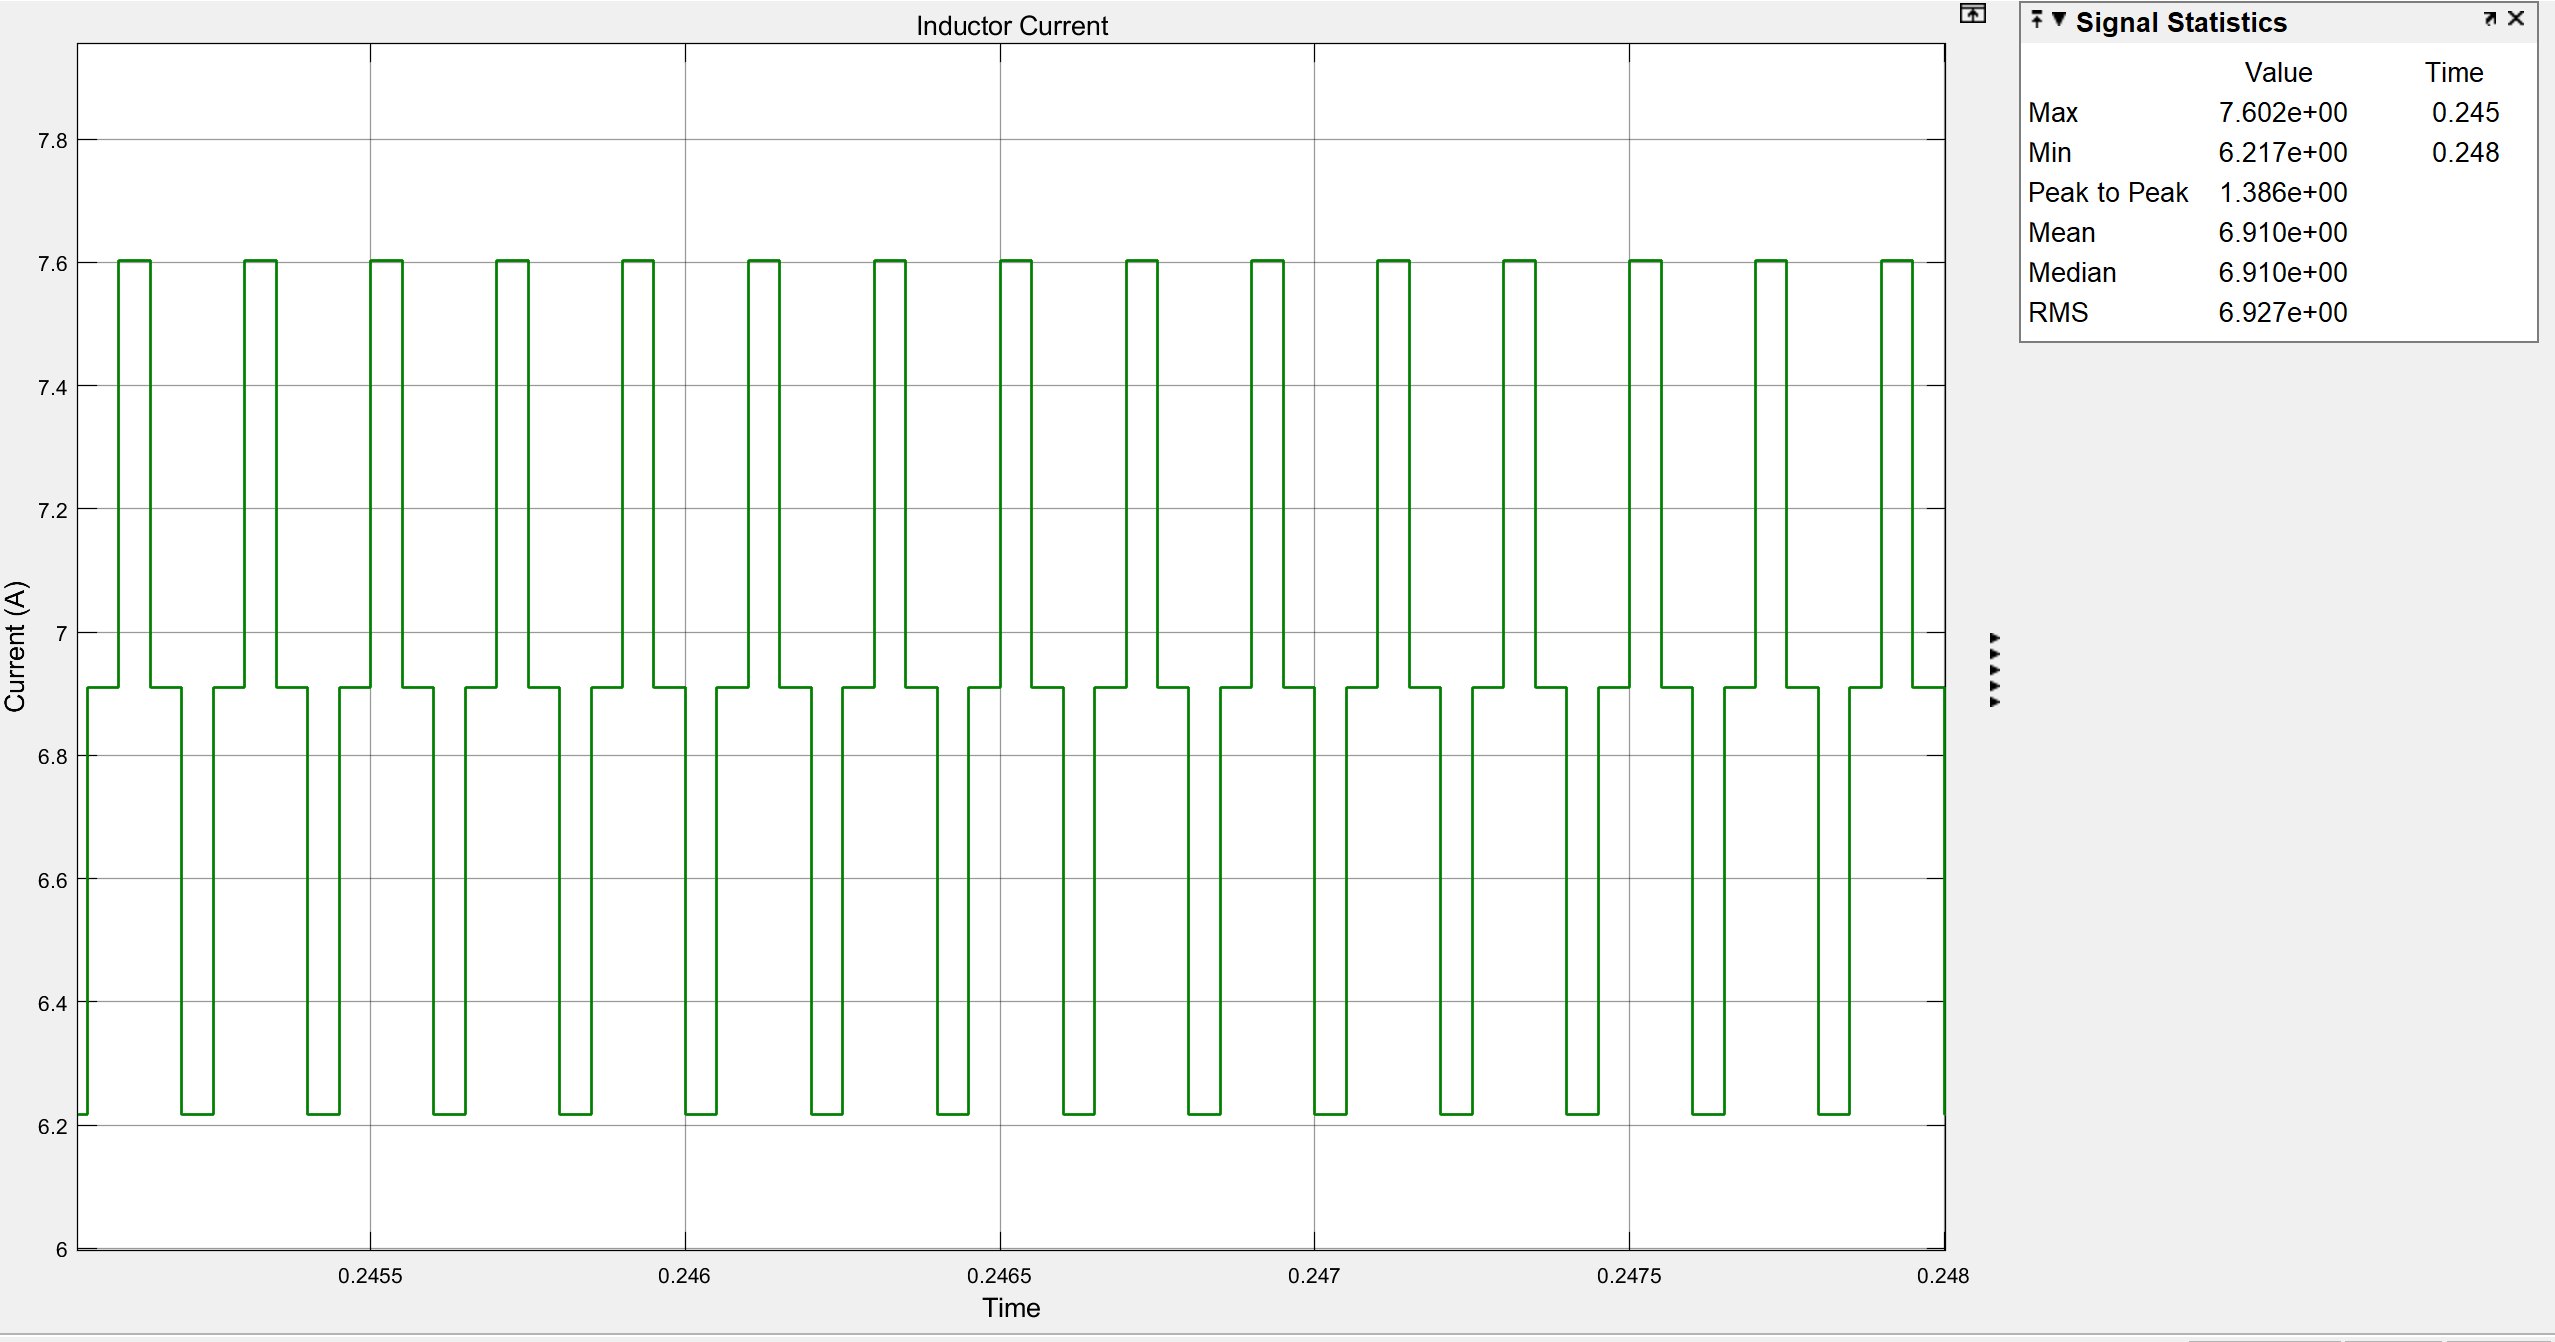 Inductor Current
7.8
7.6
7.4
7.2
7
6.8
6.6
6.4
6.2
6
Current (A)
0.2455 0.246 0.2465 0.247 0.2475 0.248
Time
Signal Statistics
Value Time
Max 7.602e+00 0.245
Min 6.217e+00 0.248
Peak to Peak 1.386e+00
Mean 6.910e+00
Median 6.910e+00
RMS 6.927e+00